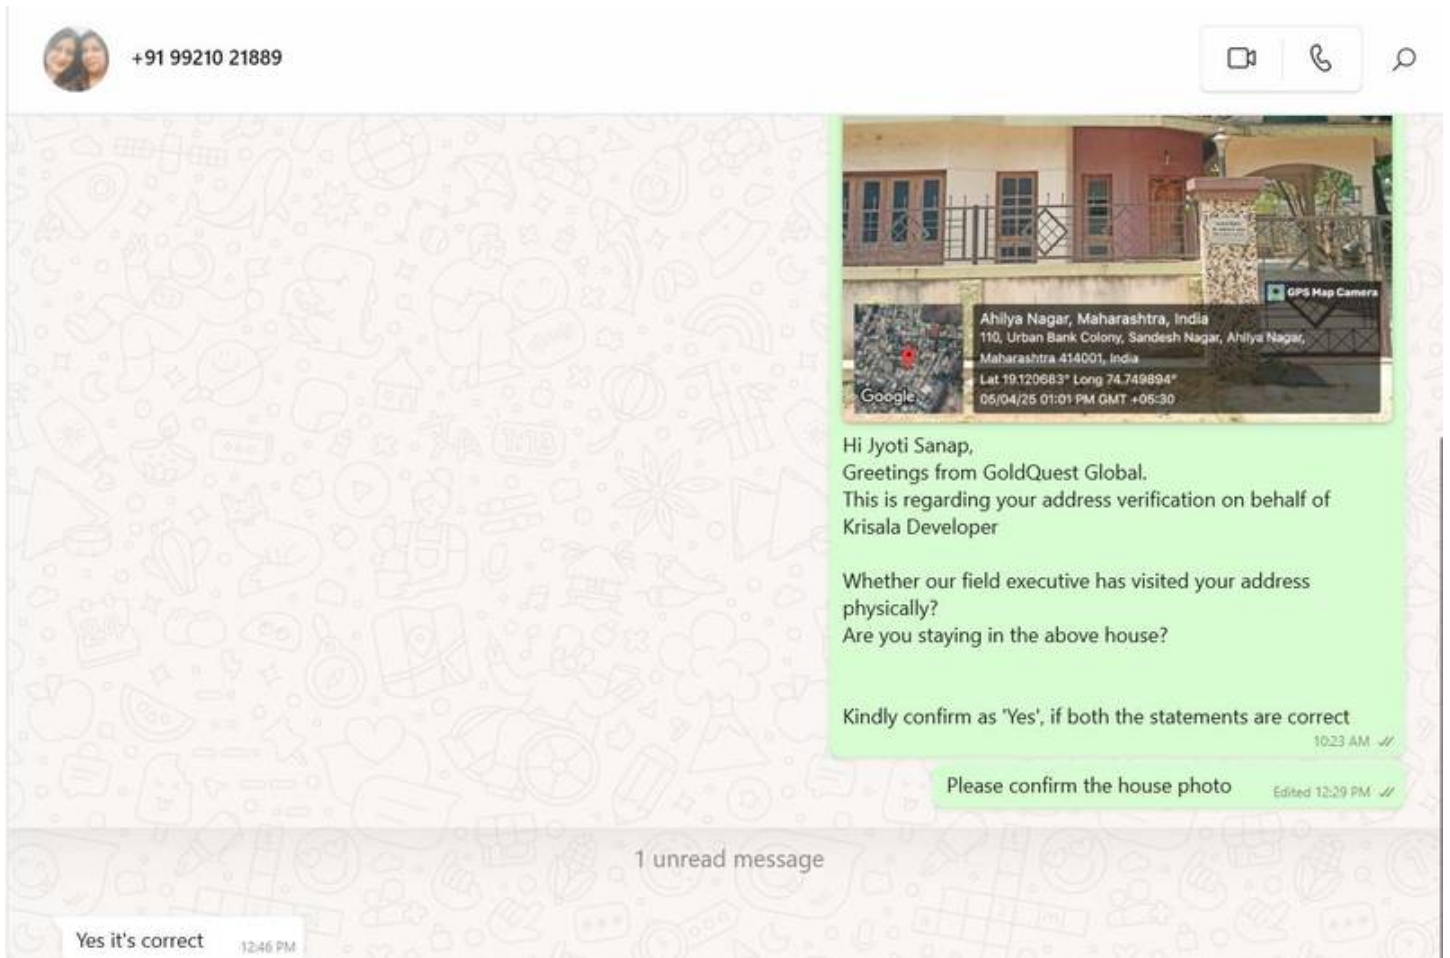 +91 99210 21889
GPS Map Camera
Ahilya Nagar, Maharashtra, India
110, Urban Bank Colony, Sandesh Nagar, Ahilya Nagar,
Maharashtra 414001, India
Lat 19.120683° Long 74.749894°
05/04/25 01:01 PM GMT +05:30
Google
Hi Jyoti Sanap,
Greetings from GoldQuest Global.
This is regarding your address verification on behalf of
Krisala Developer
Whether our field executive has visited your address
physically?
Are you staying in the above house?
Kindly confirm as 'Yes', if both the statements are correct
10:23 AM
Please confirm the house photo
Edited 12:29 PM
1 unread message
Yes it's correct
12:46 PM